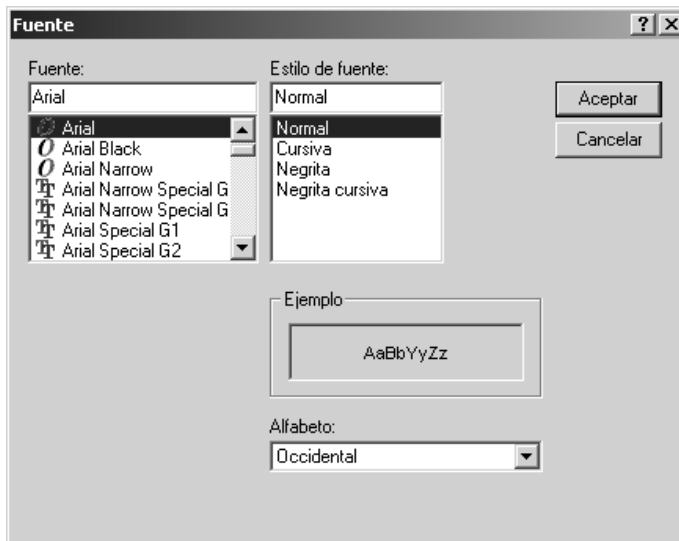 Fuente
Fuente:
Arial
Arial
Arial Black
Arial Narrow
Arial Narrow Special G
Arial Narrow Special G
Arial Special G1
Arial Special G2
Estilo de fuente:
Normal
Normal
Cursiva
Negrita
Negrita cursiva
Aceptar
Cancelar
Ejemplo
AaBbYyZz
Alfabeto:
Occidental